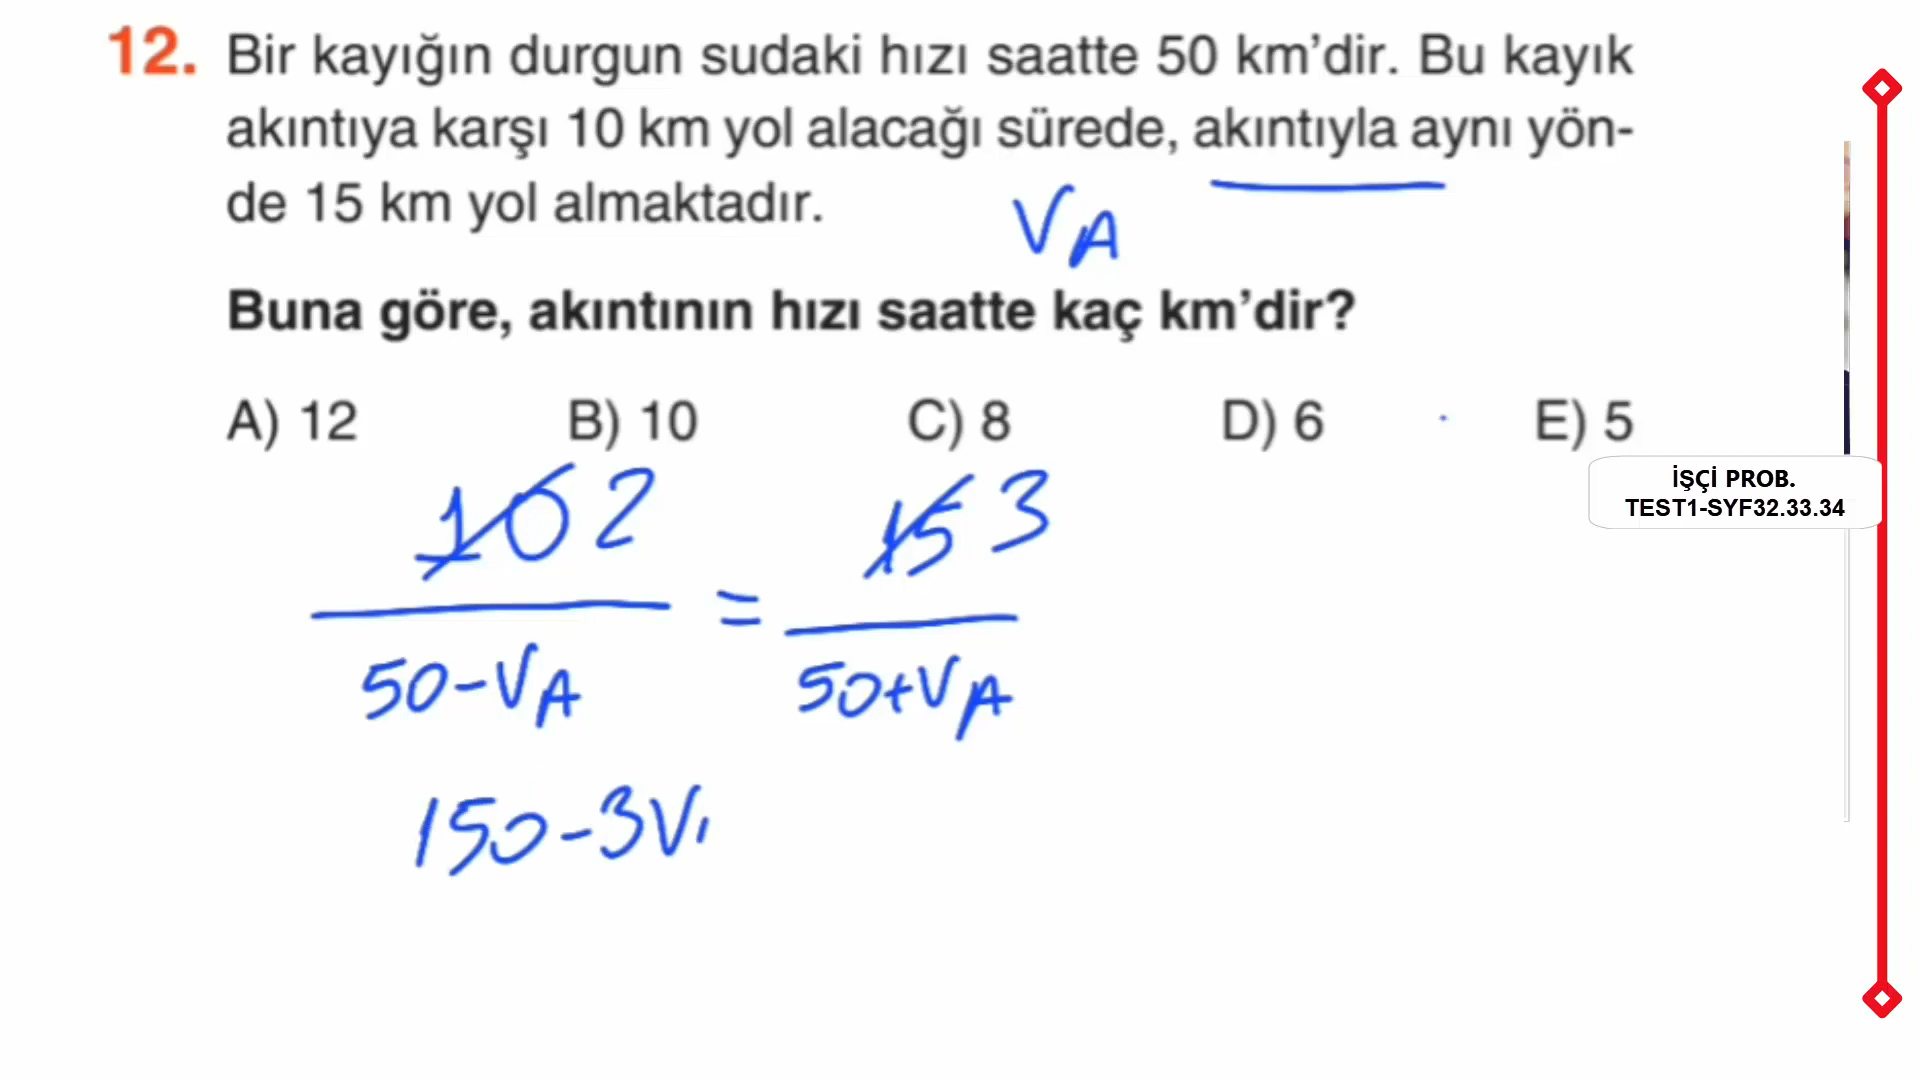 12. Bir kayığın durgun sudaki hızı saatte 50 km'dir. Bu kayık
akıntıya karşı 10 km yol alacağı sürede, akıntıyla aynı yön-
de 15 km yol almaktadır.
VA
Buna göre, akıntının hızı saatte kaç km'dir?
A) 12 B) 10 C) 8 D) 6 E) 5
İŞÇİ PROB.
TEST1-SYF32.33.34
10 2 15 3
=
50-VA 50+VA
150-3V